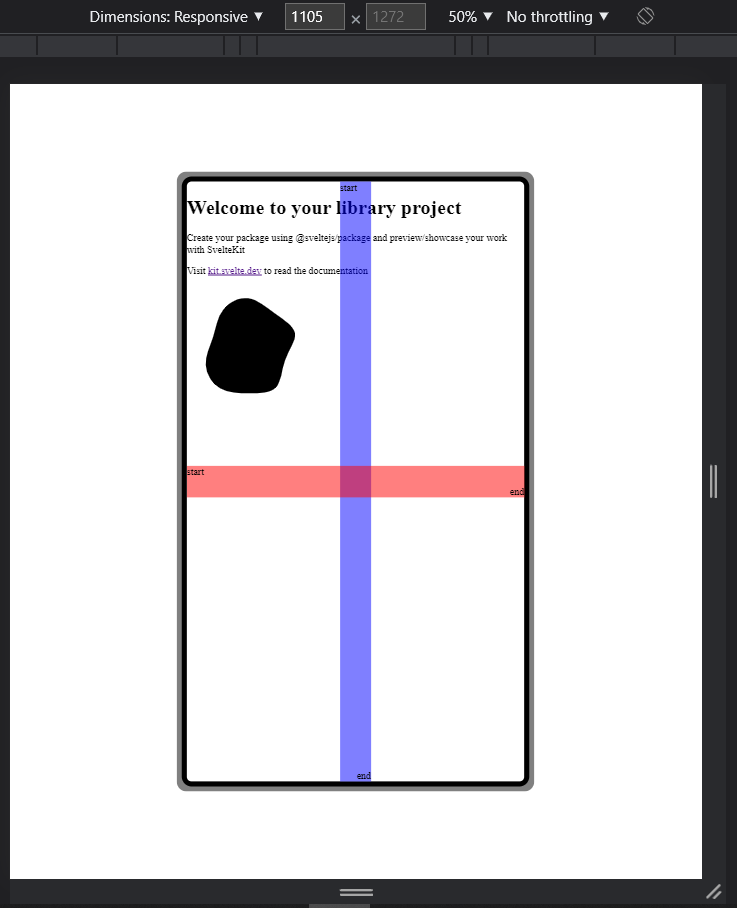 Dimensions: Responsive ▼ 1105 × 1272 50% ▼ No throttling ▼
start
Welcome to your library project
Create your package using @sveltejs/package and preview/showcase your work
with SvelteKit
Visit kit.svelte.dev to read the documentation
start
end
end